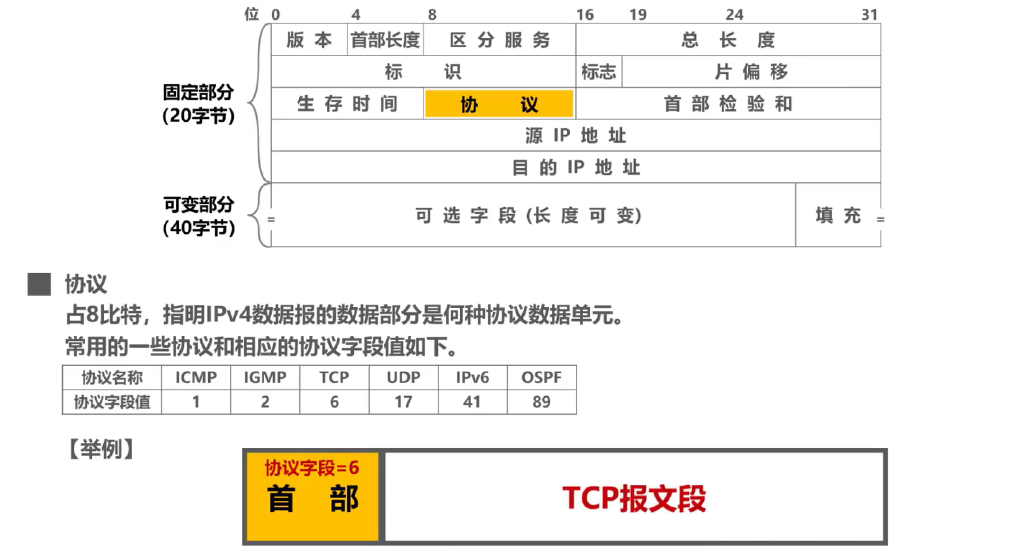 位 0 4 8 16 19 24 31
版 本 首部长度 区 分 服 务 总 长 度
标 识 标志 片 偏 移
固定部分
(20字节)
生 存 时 间 协 议 首 部 检 验 和
源 IP 地 址
目 的 IP 地 址
可变部分
(40字节)
可 选 字 段 (长 度 可 变) 填 充
协议
占8比特，指明IPv4数据报的数据部分是何种协议数据单元。
常用的一些协议和相应的协议字段值如下。
协议名称 ICMP IGMP TCP UDP IPv6 OSPF
协议字段值 1 2 6 17 41 89
【举例】
协议字段=6
首 部 TCP报文段